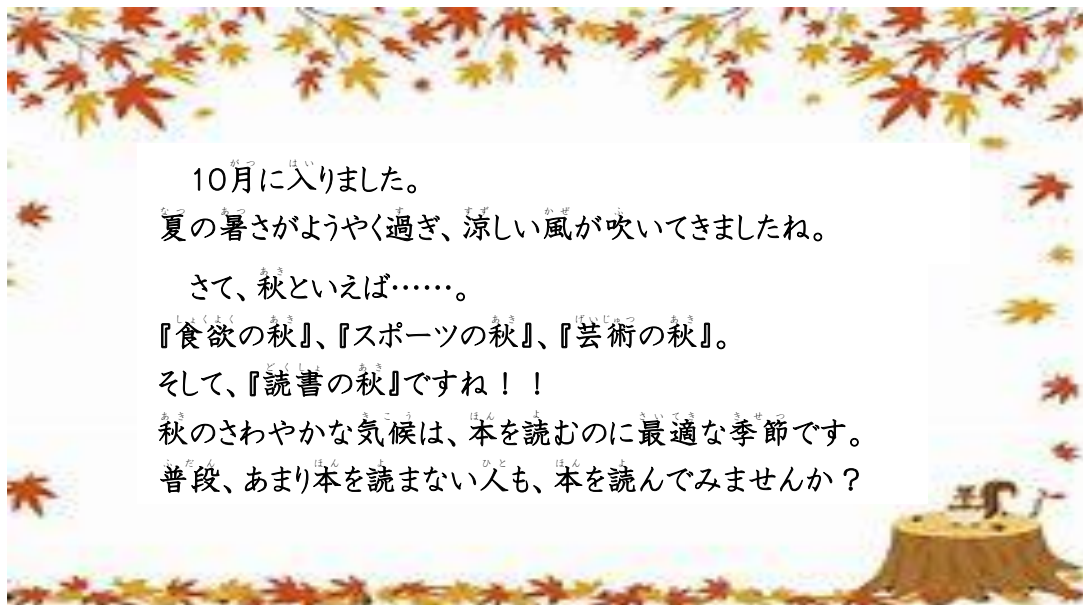 10月に入りました。
夏の暑さがようやく過ぎ、涼しい風が吹いてきましたね。
さて、秋といえば……。
『食欲の秋』、『スポーツの秋』、『芸術の秋』。
そして、『読書の秋』ですね！！
秋のさわやかな気候は、本を読むのに最適な季節です。
普段、あまり本を読まない人も、本を読んでみませんか？